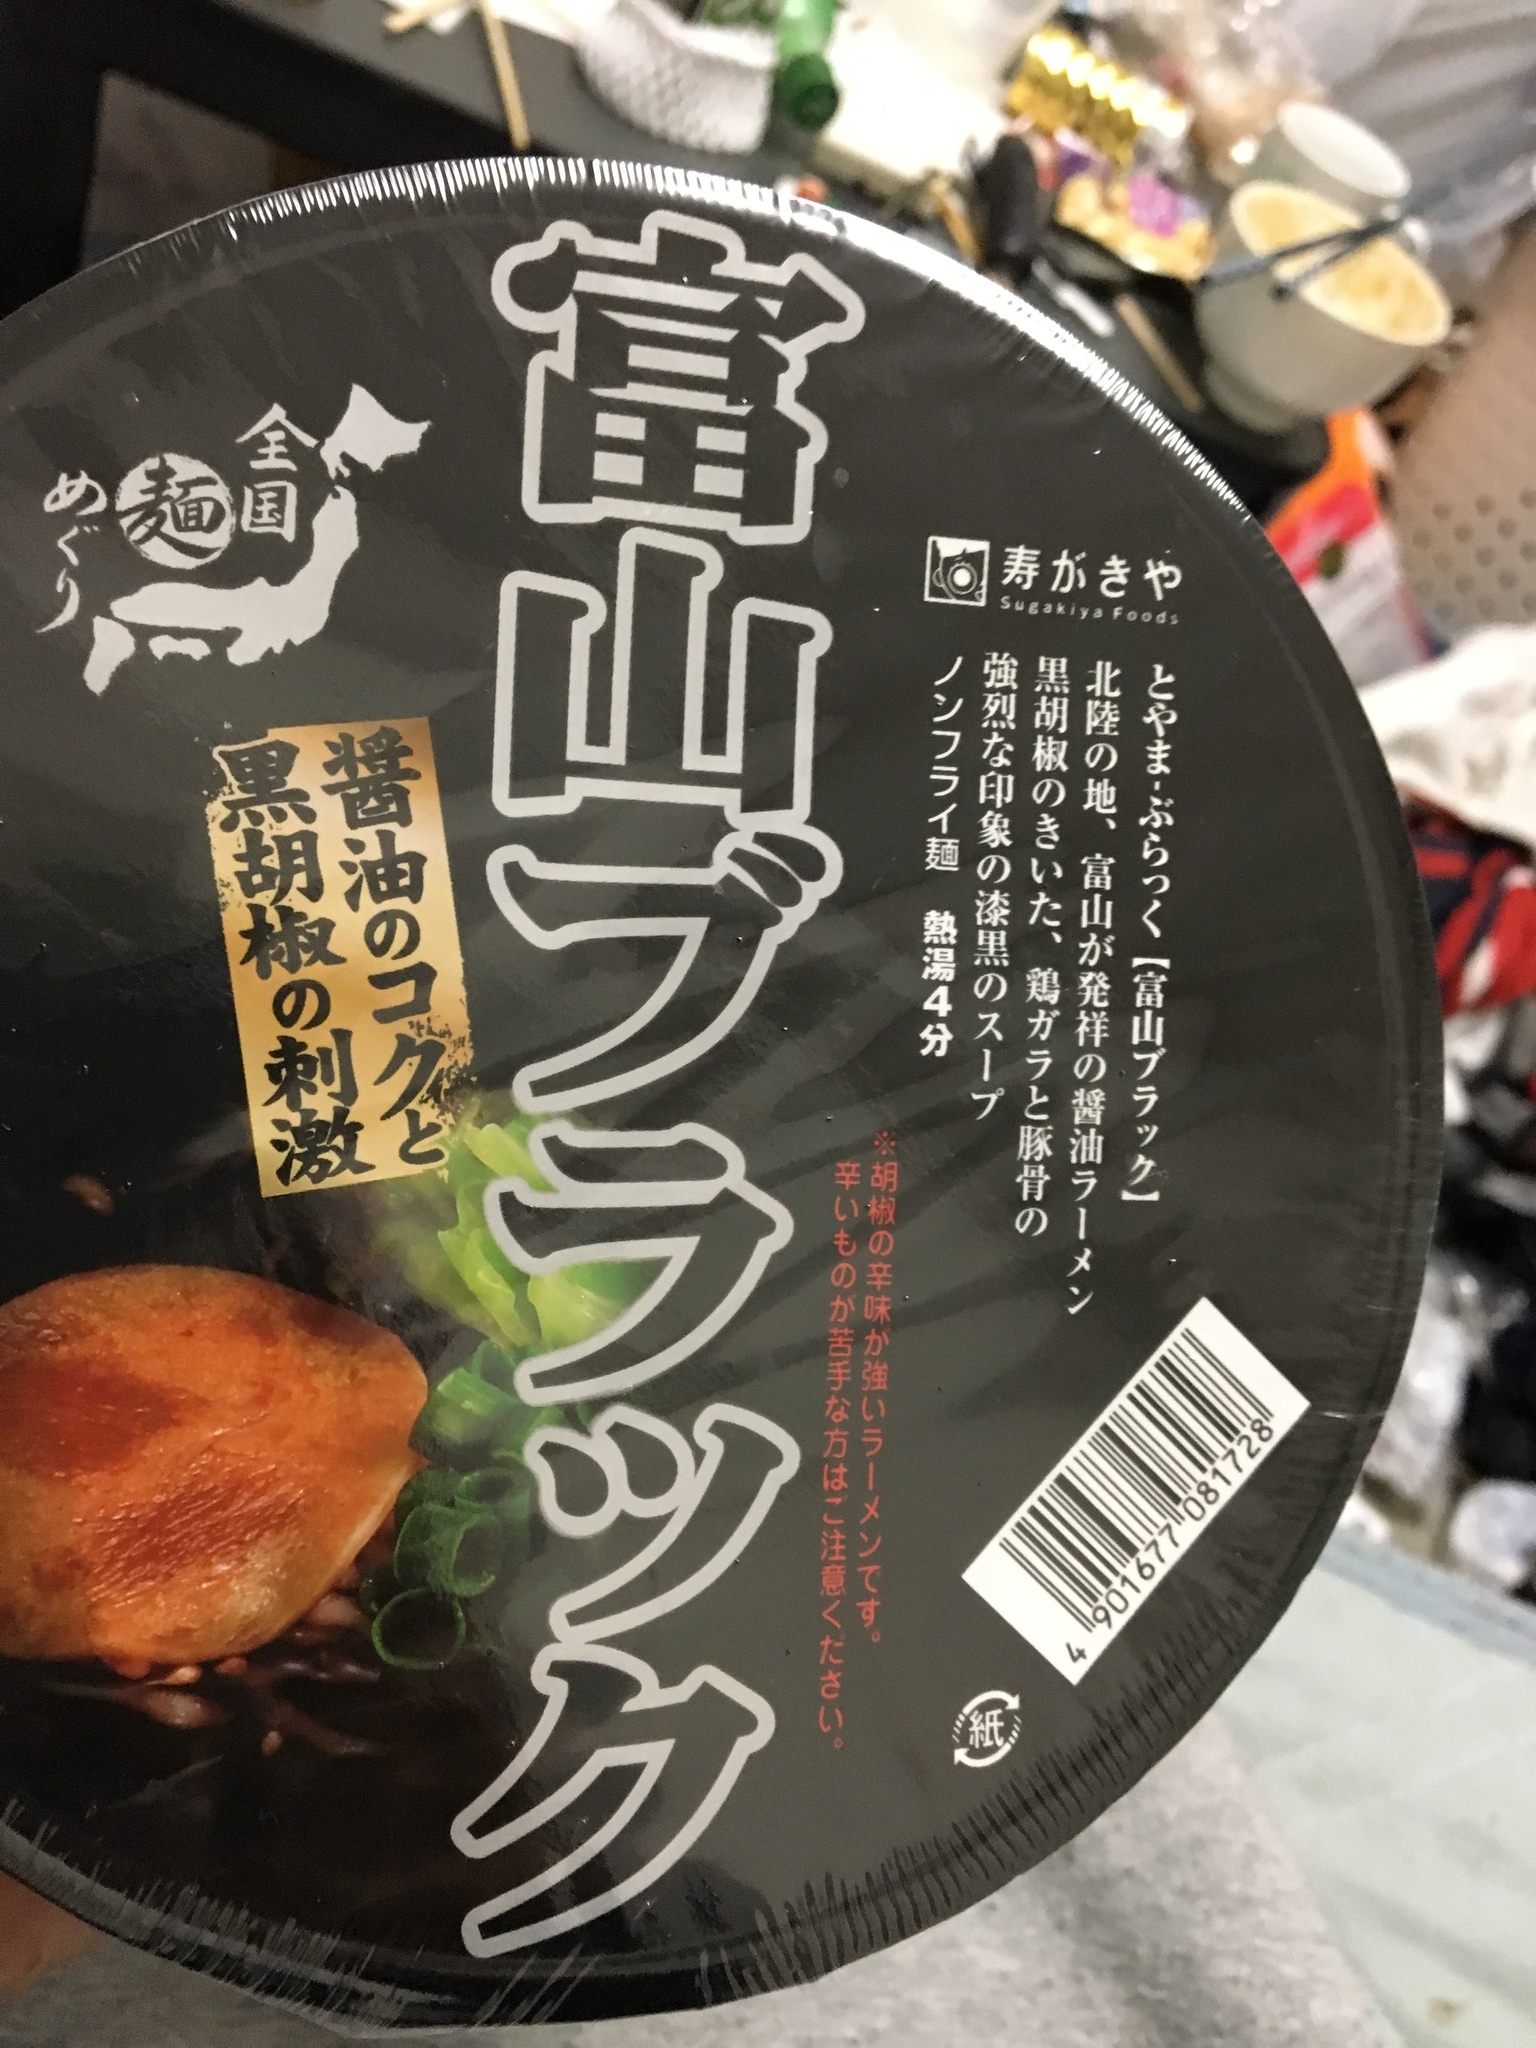 寿がきや
Sugakiya Foods
とやま-ぶらっく【富山ブラック】
北陸の地、富山が発祥の醤油ラーメン
黒胡椒のきいた、鶏ガラと豚骨の
強烈な印象の漆黒のスープ
ノンフライ麺 熱湯4分
※胡椒の辛味が強いラーメンです。
辛いものが苦手な方はご注意ください。
富山ブラック
全国
麺
めぐり
醤油のコクと
黒胡椒の刺激
4901677081728
紙